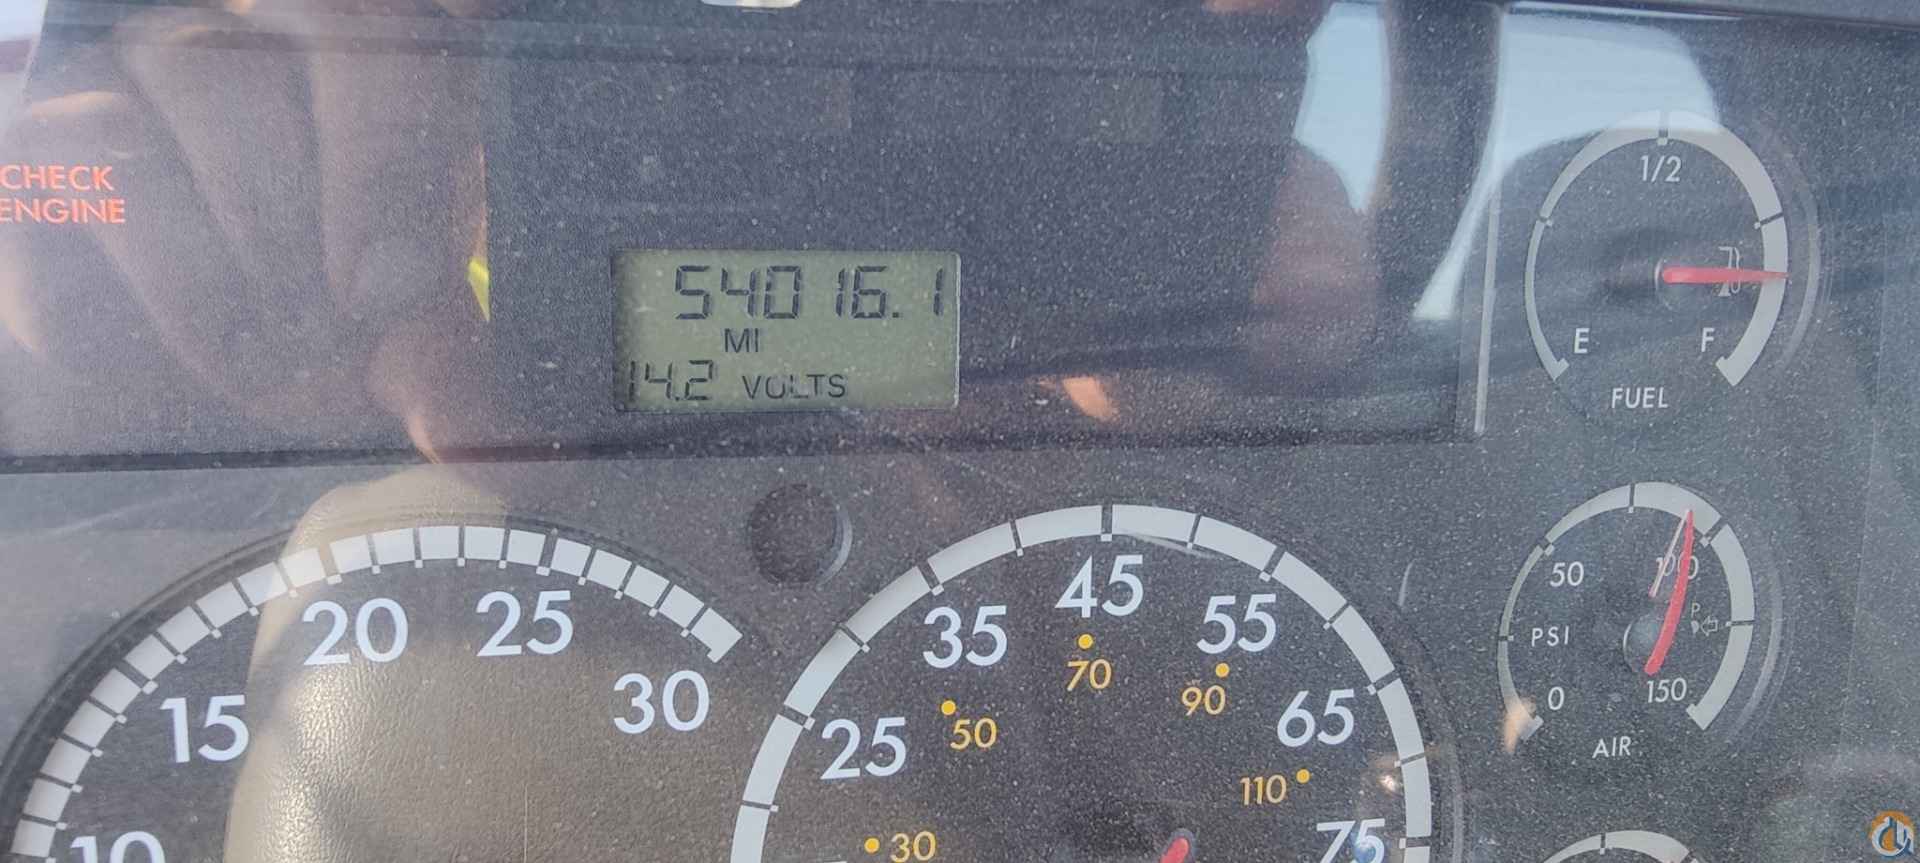 CHECK
ENGINE
54016.1
MI
14.2 VOLTS
1/2
E F
FUEL
50 100
PSI
P
0 150
AIR
10 15 20 25 30
25 35 45 55 65 75
30 50 70 90 110